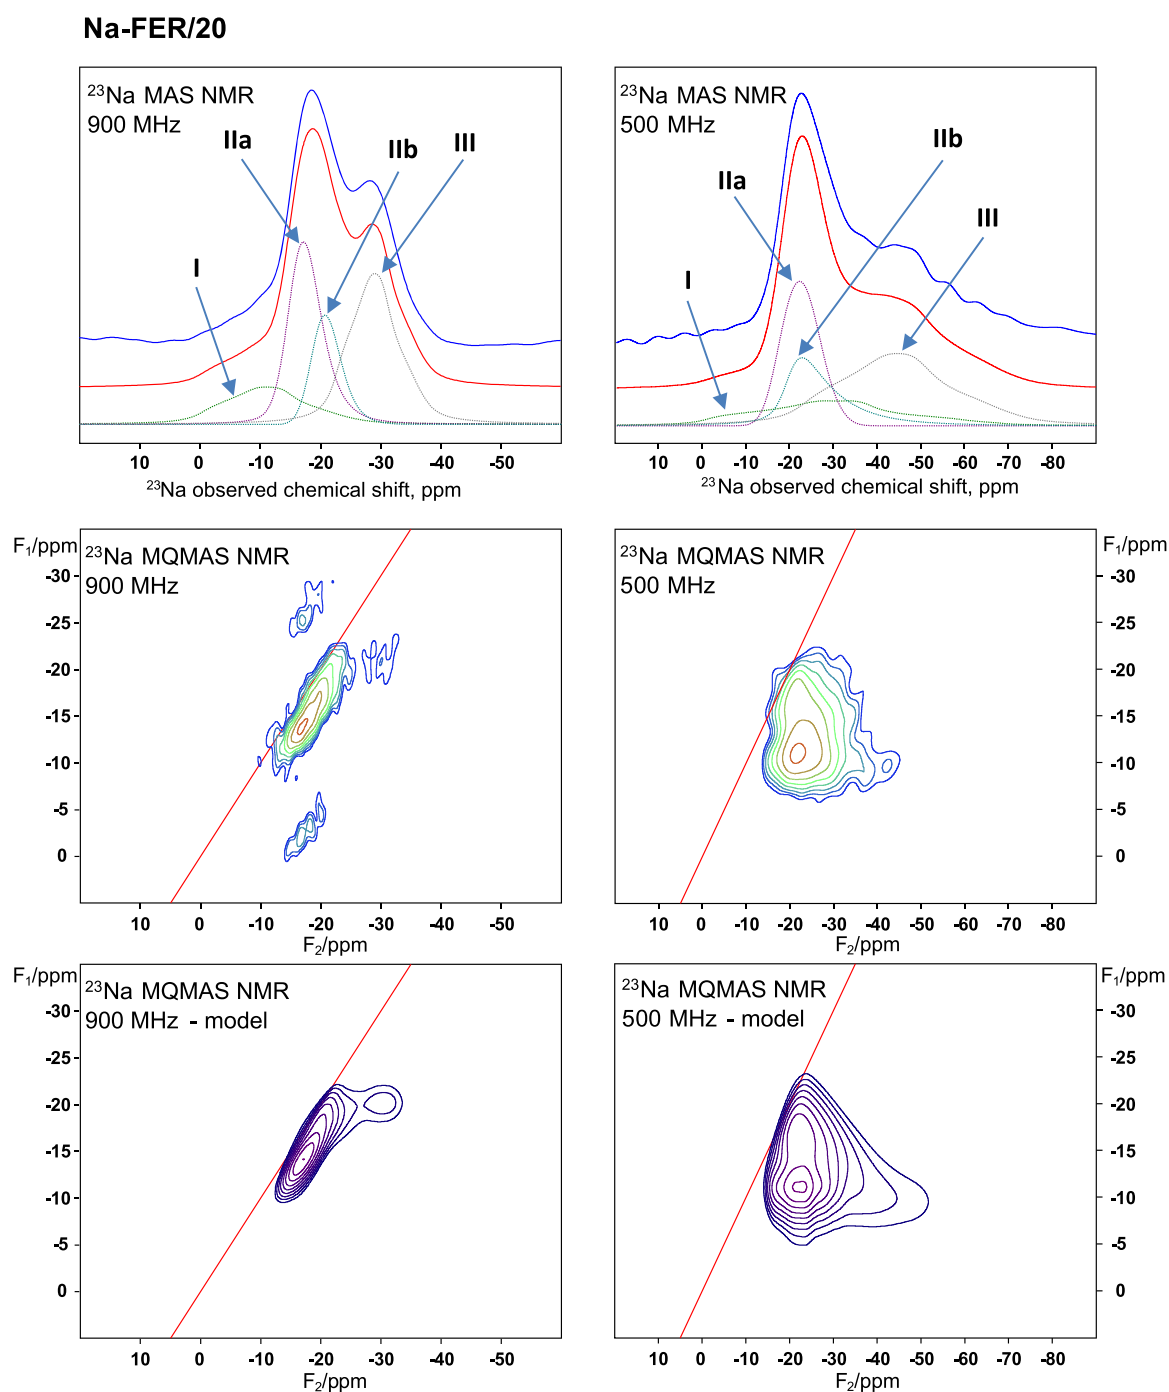 Na-FER/20
²³Na MAS NMR
900 MHz
IIa
IIb
III
I
10 0 -10 -20 -30 -40 -50
²³Na observed chemical shift, ppm
²³Na MAS NMR
500 MHz
IIb
IIa
III
I
10 0 -10 -20 -30 -40 -50 -60 -70 -80
²³Na observed chemical shift, ppm
F₁/ppm
²³Na MQMAS NMR
900 MHz
-30
-25
-20
-15
-10
-5
0
10 0 -10 -20 -30 -40 -50
F₂/ppm
²³Na MQMAS NMR
500 MHz
F₁/ppm
-30
-25
-20
-15
-10
-5
0
10 0 -10 -20 -30 -40 -50 -60 -70 -80
F₂/ppm
F₁/ppm
²³Na MQMAS NMR
900 MHz - model
-30
-25
-20
-15
-10
-5
0
10 0 -10 -20 -30 -40 -50
F₂/ppm
²³Na MQMAS NMR
500 MHz - model
F₁/ppm
-30
-25
-20
-15
-10
-5
0
10 0 -10 -20 -30 -40 -50 -60 -70 -80
F₂/ppm